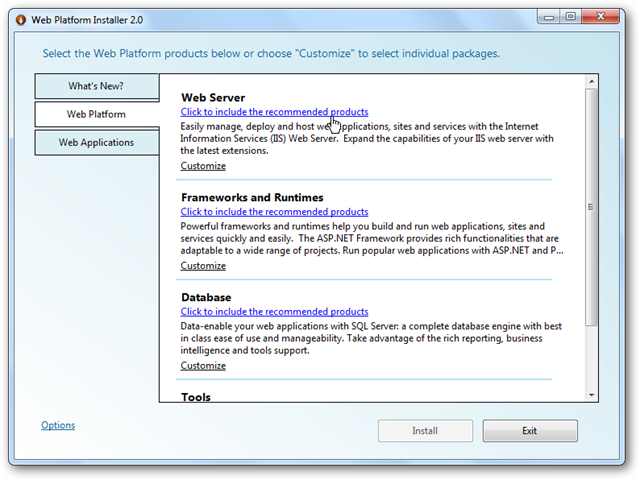 Web Platform Installer 2.0
Select the Web Platform products below or choose "Customize" to select individual packages.
What's New?
Web Platform
Web Applications
Web Server
Click to include the recommended products
Easily manage, deploy and host web applications, sites and services with the Internet
Information Services (IIS) Web Server.  Expand the capabilities of your IIS web server with
the latest extensions.
Customize
Frameworks and Runtimes
Click to include the recommended products
Powerful frameworks and runtimes help you build and run web applications, sites and
services quickly and easily.  The ASP.NET Framework provides rich functionalities that are
adaptable to a wide range of projects. Run popular web applications with ASP.NET and P...
Customize
Database
Click to include the recommended products
Data-enable your web applications with SQL Server: a complete database engine with best
in class ease of use and manageability. Take advantage of the rich reporting, business
intelligence and tools support.
Customize
Tools
Options
Install
Exit